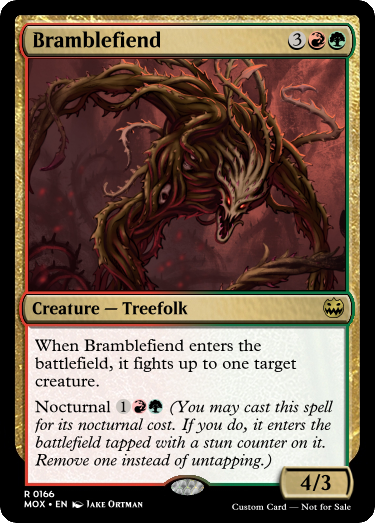 Bramblefiend 3
Creature — Treefolk
When Bramblefiend enters the
battlefield, it fights up to one target
creature.
Nocturnal 1 (You may cast this spell
for its nocturnal cost. If you do, it enters the
battlefield tapped with a stun counter on it.
Remove one instead of untapping.)
4/3
R 0166
MOX • EN Jake Ortman
Custom Card — Not for Sale